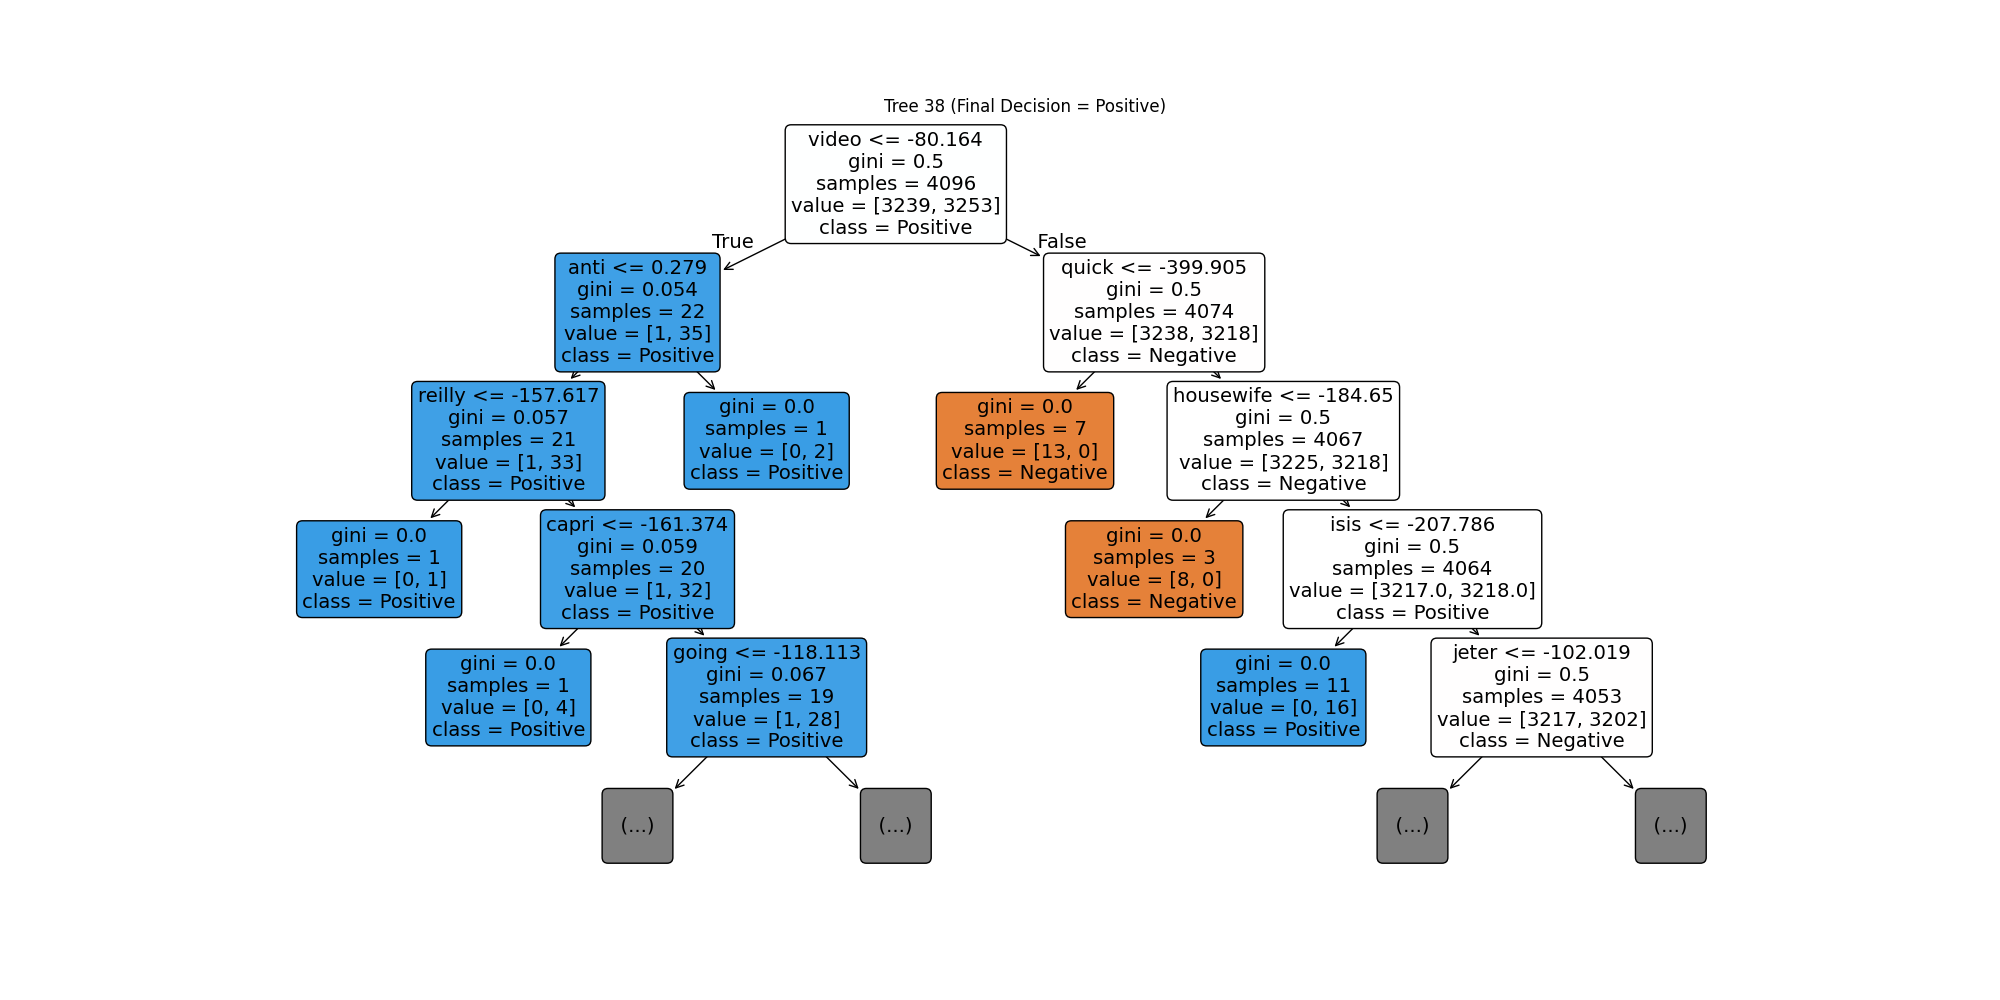 Tree 38 (Final Decision = Positive)
video <= -80.164
gini = 0.5
samples = 4096
value = [3239, 3253]
class = Positive
True
False
anti <= 0.279
gini = 0.054
samples = 22
value = [1, 35]
class = Positive
quick <= -399.905
gini = 0.5
samples = 4074
value = [3238, 3218]
class = Negative
reilly <= -157.617
gini = 0.057
samples = 21
value = [1, 33]
class = Positive
gini = 0.0
samples = 1
value = [0, 2]
class = Positive
gini = 0.0
samples = 7
value = [13, 0]
class = Negative
housewife <= -184.65
gini = 0.5
samples = 4067
value = [3225, 3218]
class = Negative
gini = 0.0
samples = 1
value = [0, 1]
class = Positive
capri <= -161.374
gini = 0.059
samples = 20
value = [1, 32]
class = Positive
gini = 0.0
samples = 3
value = [8, 0]
class = Negative
isis <= -207.786
gini = 0.5
samples = 4064
value = [3217.0, 3218.0]
class = Positive
gini = 0.0
samples = 1
value = [0, 4]
class = Positive
going <= -118.113
gini = 0.067
samples = 19
value = [1, 28]
class = Positive
gini = 0.0
samples = 11
value = [0, 16]
class = Positive
jeter <= -102.019
gini = 0.5
samples = 4053
value = [3217, 3202]
class = Negative
(...)
(...)
(...)
(...)